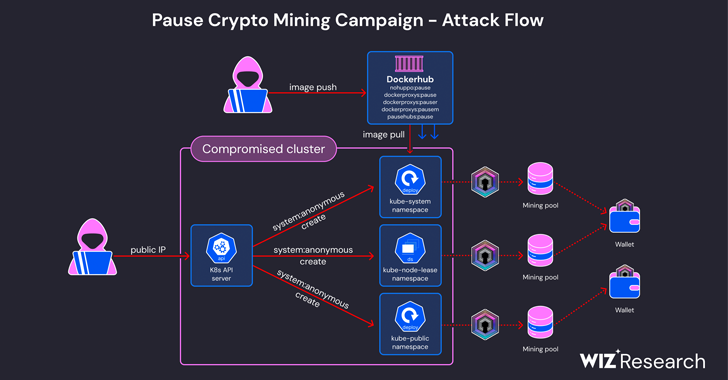 Pause Crypto Mining Campaign - Attack Flow
image push
Dockerhub
nohuppo:pause
dockerproxys:pause
dockerproxys:pauser
dockerproxys:pausem
pausehubs:pause
image pull
Compromised cluster
system:anonymous
create
deploy
kube-system
namespace
Mining pool
public IP
api
K8s API
server
system:anonymous
create
ds
kube-node-lease
namespace
Mining pool
Wallet
system:anonymous
create
deploy
kube-public
namespace
Mining pool
Wallet
WIZ Research